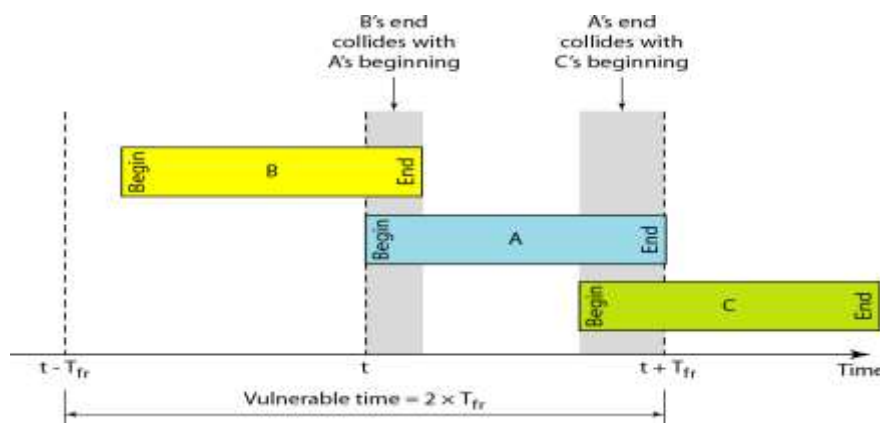 B's end
collides with
A's beginning
A's end
collides with
C's beginning
Begin
B
End
Begin
A
End
Begin
C
End
t - Tfr
t
t + Tfr
Time
Vulnerable time = 2 × Tfr